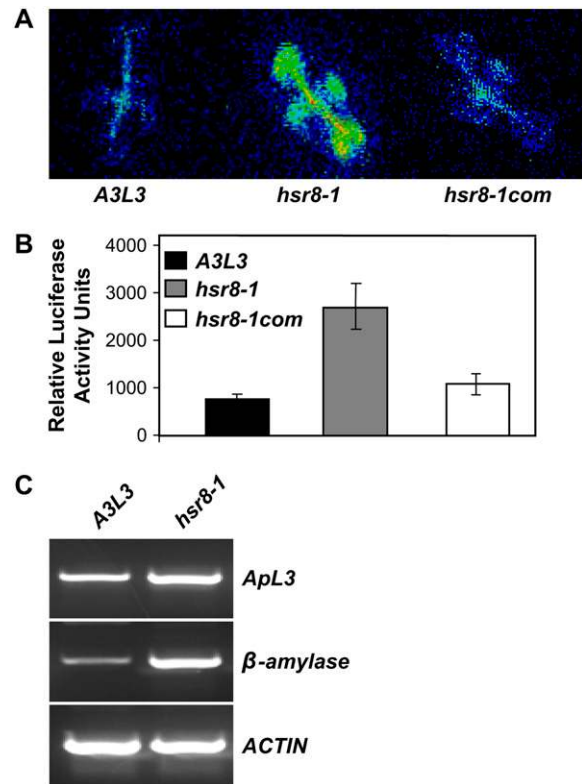 A
A3L3 hsr8-1 hsr8-1com
B
Relative Luciferase
Activity Units
4000
3000
2000
1000
0
A3L3
hsr8-1
hsr8-1com
C
A3L3 hsr8-1
ApL3
β-amylase
ACTIN